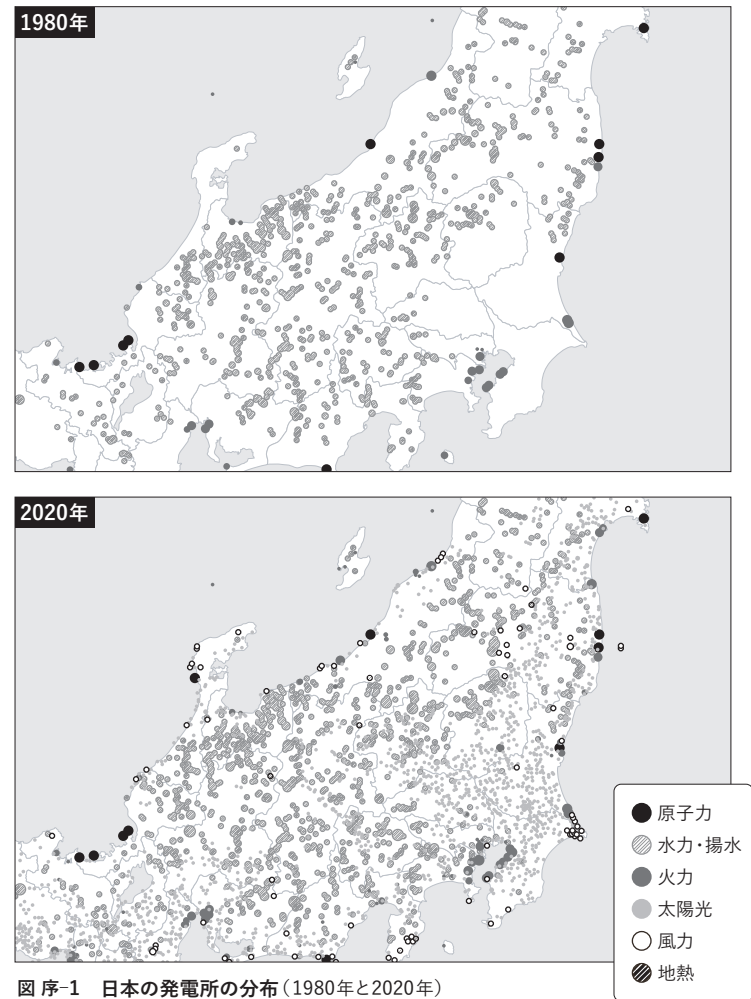 1980年
2020年
原子力
水力・揚水
火力
太陽光
風力
地熱
図 序-1 日本の発電所の分布（1980年と2020年）